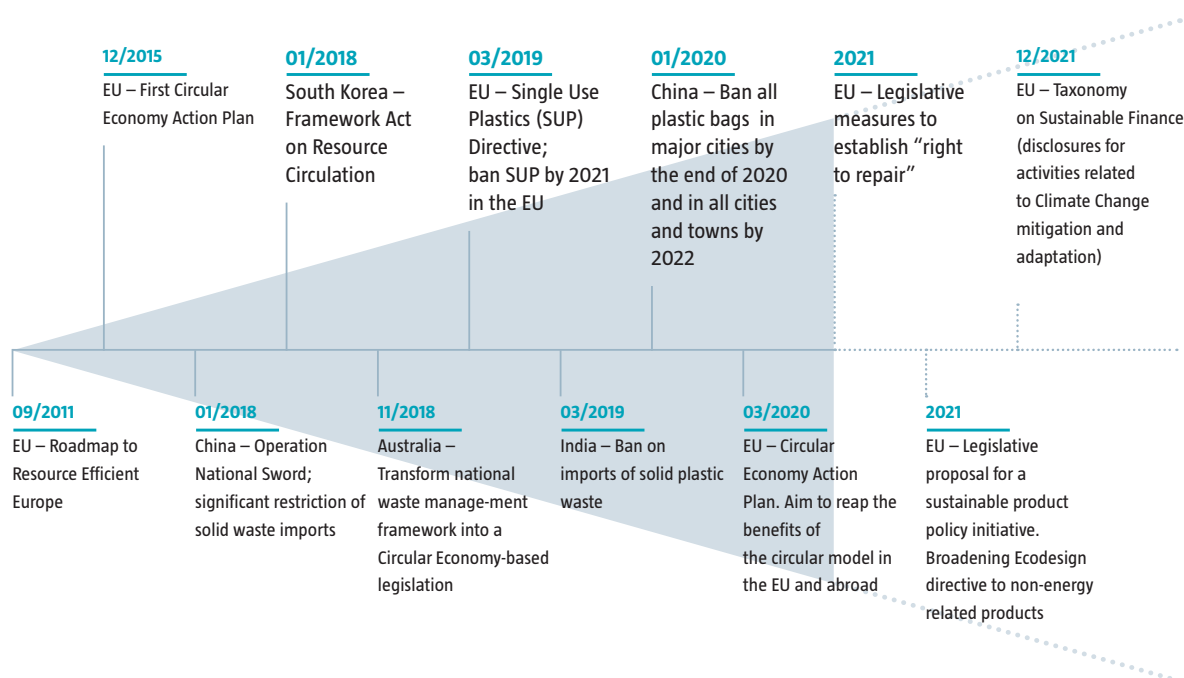 12/2015
EU – First Circular
Economy Action Plan
01/2018
South Korea –
Framework Act
on Resource
Circulation
03/2019
EU – Single Use
Plastics (SUP)
Directive;
ban SUP by 2021
in the EU
01/2020
China – Ban all
plastic bags in
major cities by
the end of 2020
and in all cities
and towns by
2022
2021
EU – Legislative
measures to
establish “right
to repair”
12/2021
EU – Taxonomy
on Sustainable Finance
(disclosures for
activities related
to Climate Change
mitigation and
adaptation)
09/2011
EU – Roadmap to
Resource Efficient
Europe
01/2018
China – Operation
National Sword;
significant restriction of
solid waste imports
11/2018
Australia –
Transform national
waste manage-ment
framework into a
Circular Economy-based
legislation
03/2019
India – Ban on
imports of solid plastic
waste
03/2020
EU – Circular
Economy Action
Plan. Aim to reap the
benefits of
the circular model in
the EU and abroad
2021
EU – Legislative
proposal for a
sustainable product
policy initiative.
Broadening Ecodesign
directive to non-energy
related products